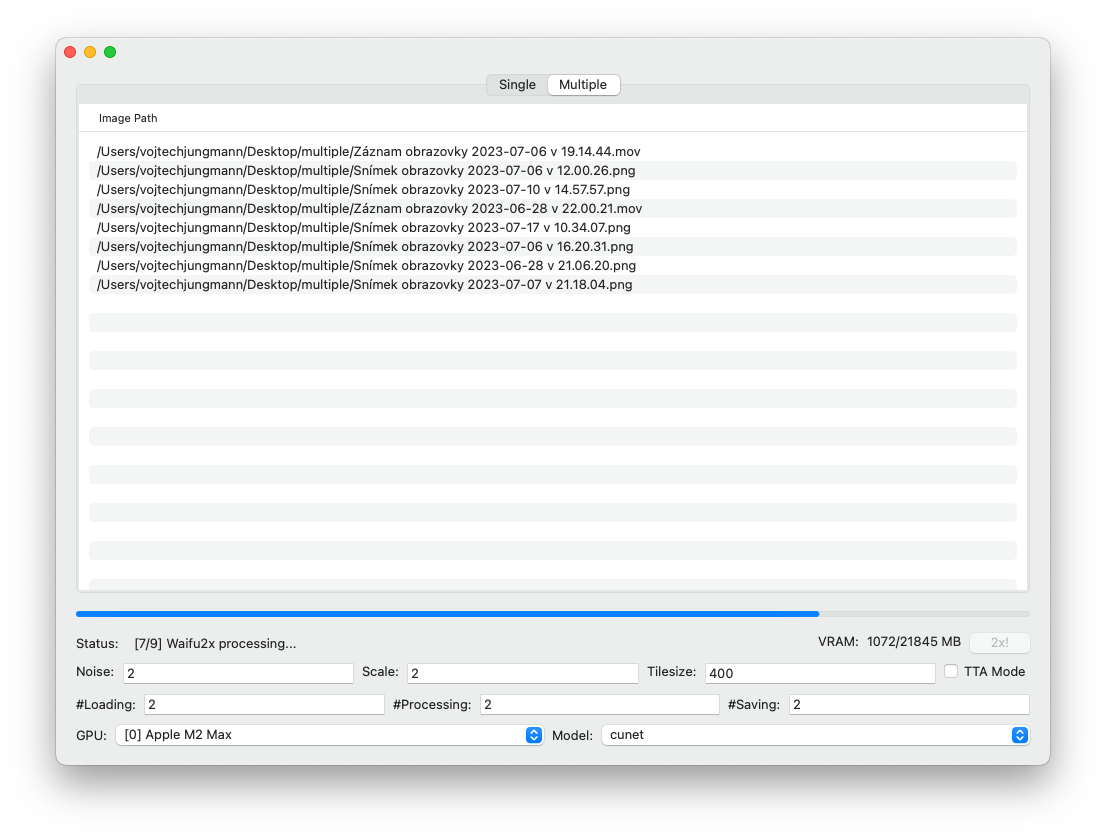 Single Multiple
Image Path
/Users/vojtechjungmann/Desktop/multiple/Záznam obrazovky 2023-07-06 v 19.14.44.mov
/Users/vojtechjungmann/Desktop/multiple/Snímek obrazovky 2023-07-06 v 12.00.26.png
/Users/vojtechjungmann/Desktop/multiple/Snímek obrazovky 2023-07-10 v 14.57.57.png
/Users/vojtechjungmann/Desktop/multiple/Záznam obrazovky 2023-06-28 v 22.00.21.mov
/Users/vojtechjungmann/Desktop/multiple/Snímek obrazovky 2023-07-17 v 10.34.07.png
/Users/vojtechjungmann/Desktop/multiple/Snímek obrazovky 2023-07-06 v 16.20.31.png
/Users/vojtechjungmann/Desktop/multiple/Snímek obrazovky 2023-06-28 v 21.06.20.png
/Users/vojtechjungmann/Desktop/multiple/Snímek obrazovky 2023-07-07 v 21.18.04.png
Status: [7/9] Waifu2x processing... VRAM: 1072/21845 MB 2x!
Noise: 2 Scale: 2 Tilesize: 400 TTA Mode
#Loading: 2 #Processing: 2 #Saving: 2
GPU: [0] Apple M2 Max Model: cunet